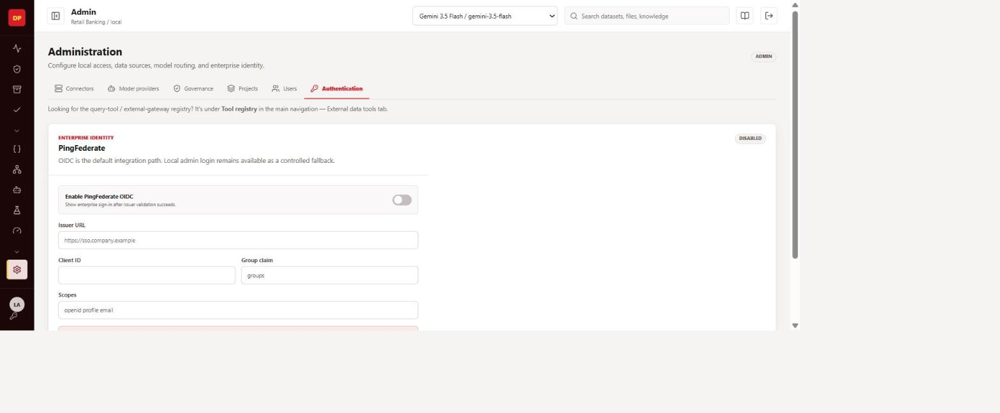 DP
Admin
Retail Banking / local
Gemini 3.5 Flash / gemini-3.5-flash
Search datasets, files, knowledge
Administration
Configure local access, data sources, model routing, and enterprise identity.
ADMIN
Connectors
Model providers
Governance
Projects
Users
Authentication
Looking for the query-tool / external-gateway registry? It's under Tool registry in the main navigation — External data tools tab.
ENTERPRISE IDENTITY
DISABLED
PingFederate
OIDC is the default integration path. Local admin login remains available as a controlled fallback.
Enable PingFederate OIDC
Show enterprise sign-in after issuer validation succeeds.
Issuer URL
https://sso.company.example
Client ID
Group claim
groups
Scopes
openid profile email
LA